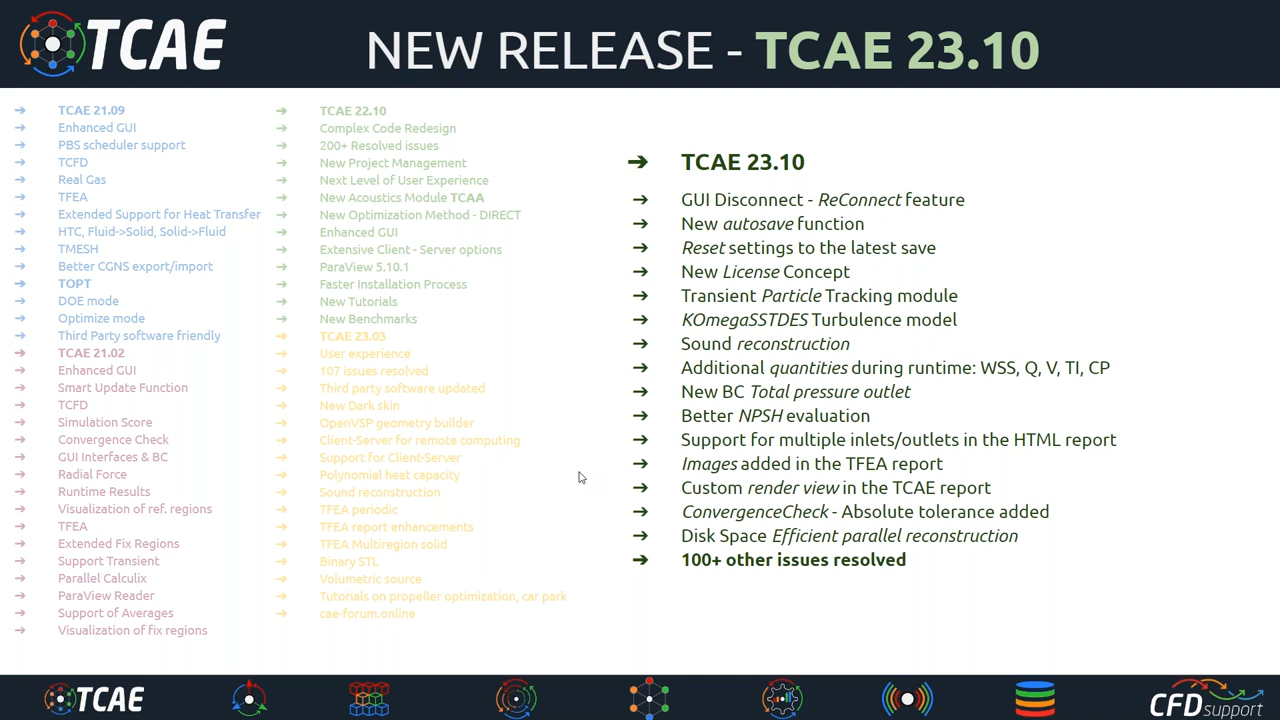 TCAE
NEW RELEASE - TCAE 23.10
TCAE 21.09
Enhanced GUI
PBS scheduler support
TCFD
Real Gas
TFEA
Extended Support for Heat Transfer
HTC, Fluid->Solid, Solid->Fluid
TMESH
Better CGNS export/import
TOPT
DOE mode
Optimize mode
Third Party software friendly
TCAE 21.02
Enhanced GUI
Smart Update Function
TCFD
Simulation Score
Convergence Check
GUI Interfaces & BC
Radial Force
Runtime Results
Visualization of ref. regions
TFEA
Extended Fix Regions
Support Transient
Parallel Calculix
ParaView Reader
Support of Averages
Visualization of fix regions
TCAE 22.10
Complex Code Redesign
200+ Resolved issues
New Project Management
Next Level of User Experience
New Acoustics Module TCAA
New Optimization Method - DIRECT
Enhanced GUI
Extensive Client - Server options
ParaView 5.10.1
Faster Installation Process
New Tutorials
New Benchmarks
TCAE 23.03
User experience
107 issues resolved
Third party software updated
New Dark skin
OpenVSP geometry builder
Client-Server for remote computing
Support for Client-Server
Polynomial heat capacity
Sound reconstruction
TFEA periodic
TFEA report enhancements
TFEA Multiregion solid
Binary STL
Volumetric source
Tutorials on propeller optimization, car park
cae-forum.online
TCAE 23.10
GUI Disconnect - ReConnect feature
New autosave function
Reset settings to the latest save
New License Concept
Transient Particle Tracking module
KOmegaSSTDES Turbulence model
Sound reconstruction
Additional quantities during runtime: WSS, Q, V, TI, CP
New BC Total pressure outlet
Better NPSH evaluation
Support for multiple inlets/outlets in the HTML report
Images added in the TFEA report
Custom render view in the TCAE report
ConvergenceCheck - Absolute tolerance added
Disk Space Efficient parallel reconstruction
100+ other issues resolved
TCAE
CFD support